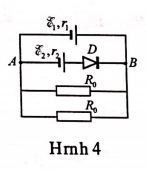 ℰ₁, r₁
ℰ₂, r₂ D
A B
R₀
R₀
Hình 4